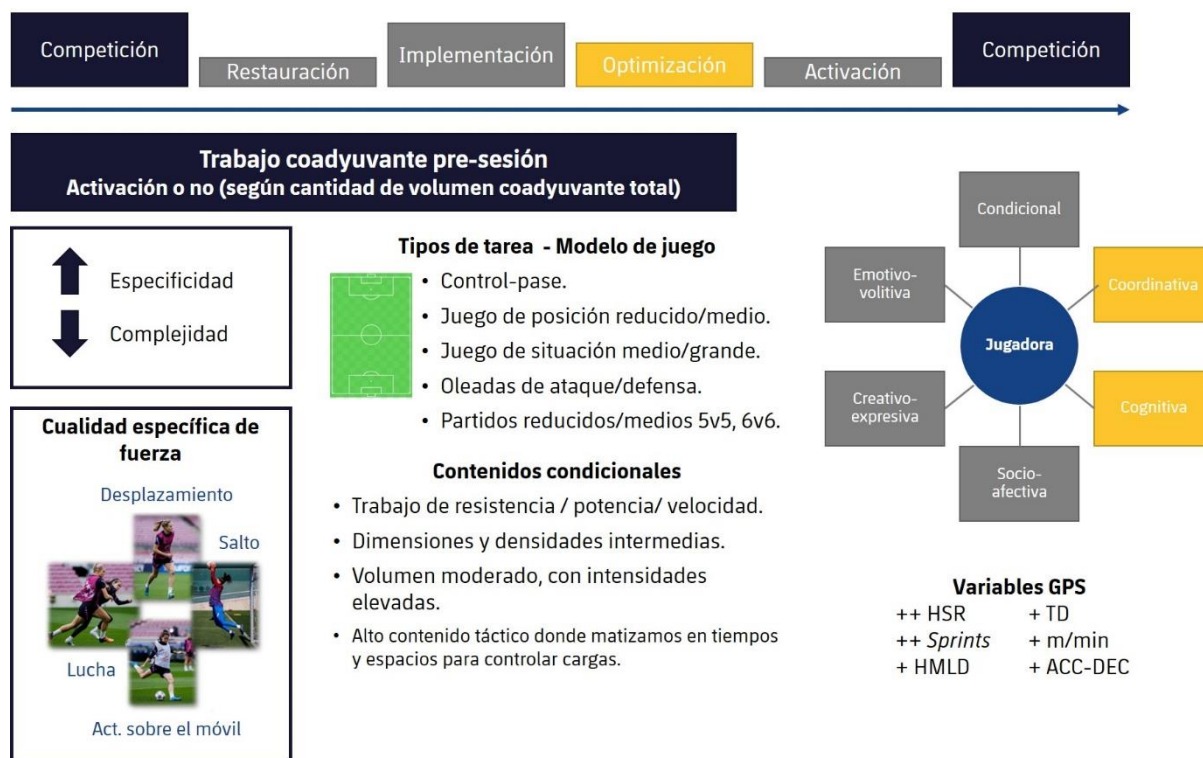 Competición
Restauración
Implementación
Optimización
Activación
Competición
Trabajo coadyuvante pre-sesión
Activación o no (según cantidad de volumen coadyuvante total)
Especificidad
Complejidad
Cualidad específica de
fuerza
Desplazamiento
Salto
Lucha
Act. sobre el móvil
Tipos de tarea - Modelo de juego
• Control-pase.
• Juego de posición reducido/medio.
• Juego de situación medio/grande.
• Oleadas de ataque/defensa.
• Partidos reducidos/medios 5v5, 6v6.
Contenidos condicionales
• Trabajo de resistencia / potencia/ velocidad.
• Dimensiones y densidades intermedias.
• Volumen moderado, con intensidades
elevadas.
• Alto contenido táctico donde matizamos en tiempos
y espacios para controlar cargas.
Condicional
Emotivo-
volitiva
Coordinativa
Jugadora
Creativo-
expresiva
Cognitiva
Socio-
afectiva
Variables GPS
++ HSR + TD
++ Sprints + m/min
+ HMLD + ACC-DEC